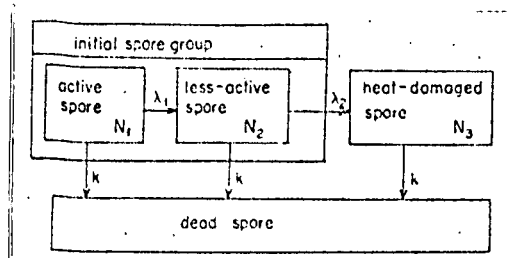 initial spore group
active
spore
N₁
λ₁
less-active
spore
N₂
λ₂
heat-damaged
spore
N₃
k
k
k
dead spore